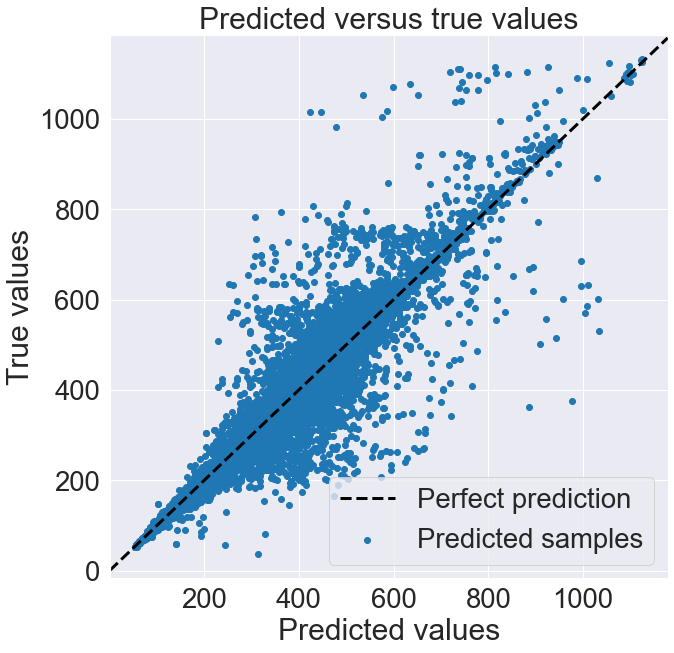 Predicted versus true values
True values
1000
800
600
400
200
0
Perfect prediction
Predicted samples
200 400 600 800 1000
Predicted values